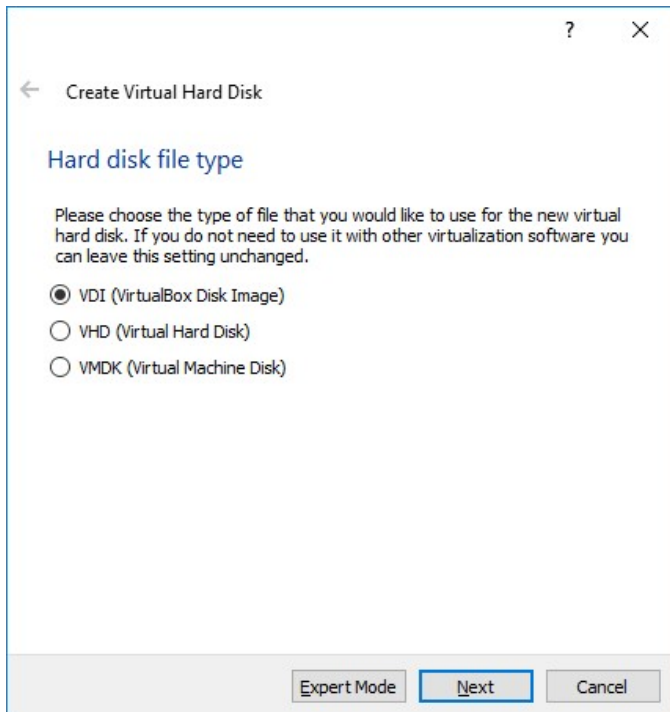 ?
Create Virtual Hard Disk
Hard disk file type
Please choose the type of file that you would like to use for the new virtual
hard disk. If you do not need to use it with other virtualization software you
can leave this setting unchanged.
VDI (VirtualBox Disk Image)
VHD (Virtual Hard Disk)
VMDK (Virtual Machine Disk)
Expert Mode Next Cancel